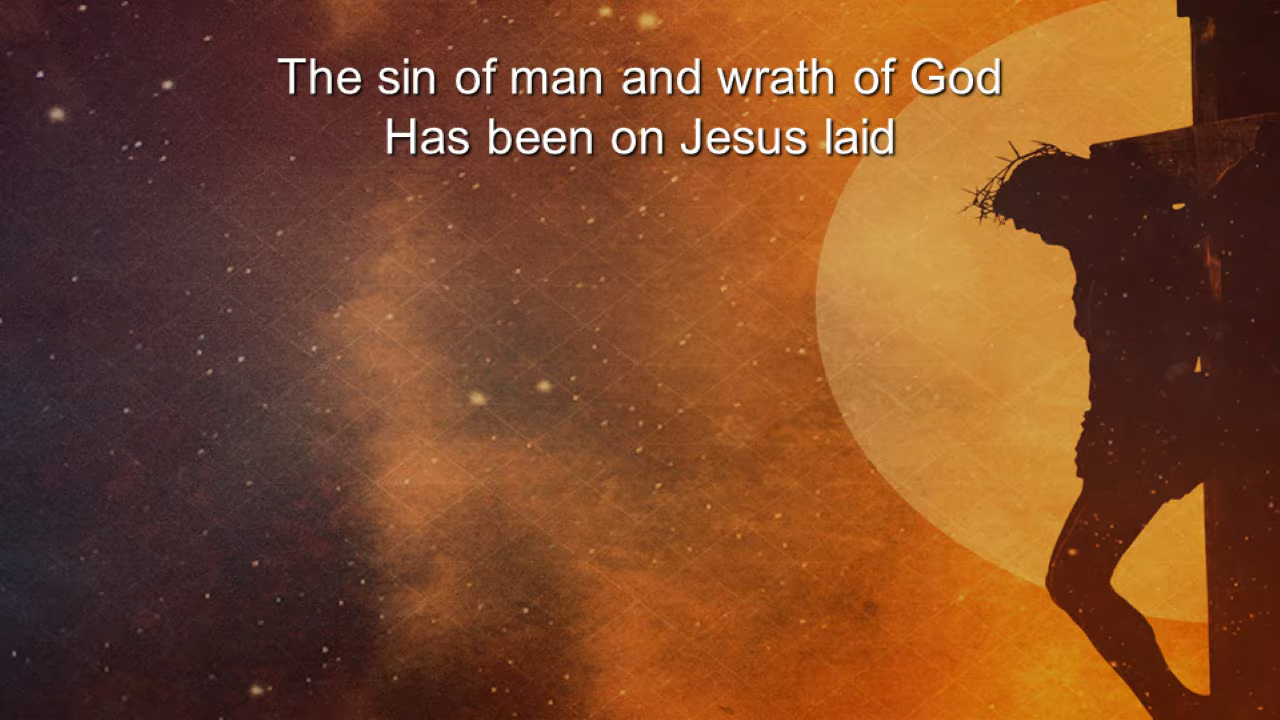 The sin of man and wrath of God
Has been on Jesus laid